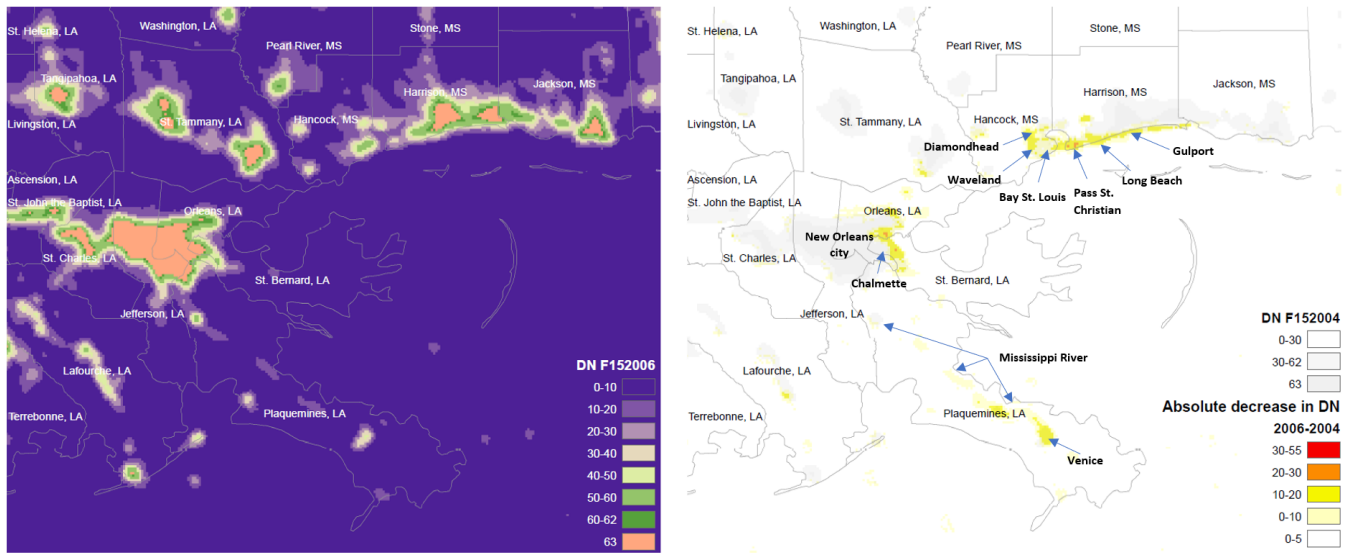 St. Helena, LA
Washington, LA
Pearl River, MS
Stone, MS
Tangipahoa, LA
Harrison, MS
Jackson, MS
Livingston, LA
St. Tammany, LA
Hancock, MS
Ascension, LA
St. John the Baptist, LA
Orleans, LA
St. Charles, LA
St. Bernard, LA
Jefferson, LA
Lafourche, LA
Terrebonne, LA
Plaquemines, LA
DN F152006
0-10
10-20
20-30
30-40
40-50
50-60
60-62
63
St. Helena, LA
Washington, LA
Pearl River, MS
Stone, MS
Tangipahoa, LA
Harrison, MS
Jackson, MS
Livingston, LA
St. Tammany, LA
Hancock, MS
Diamondhead
Gulport
Waveland
Long Beach
Bay St. Louis
Pass St.
Christian
Ascension, LA
St. John the Baptist, LA
Orleans, LA
New Orleans
city
St. Charles, LA
Chalmette
St. Bernard, LA
Jefferson, LA
Mississippi River
Lafourche, LA
Terrebonne, LA
Plaquemines, LA
Venice
DN F152004
0-30
30-62
63
Absolute decrease in DN
2006-2004
30-55
20-30
10-20
0-10
0-5